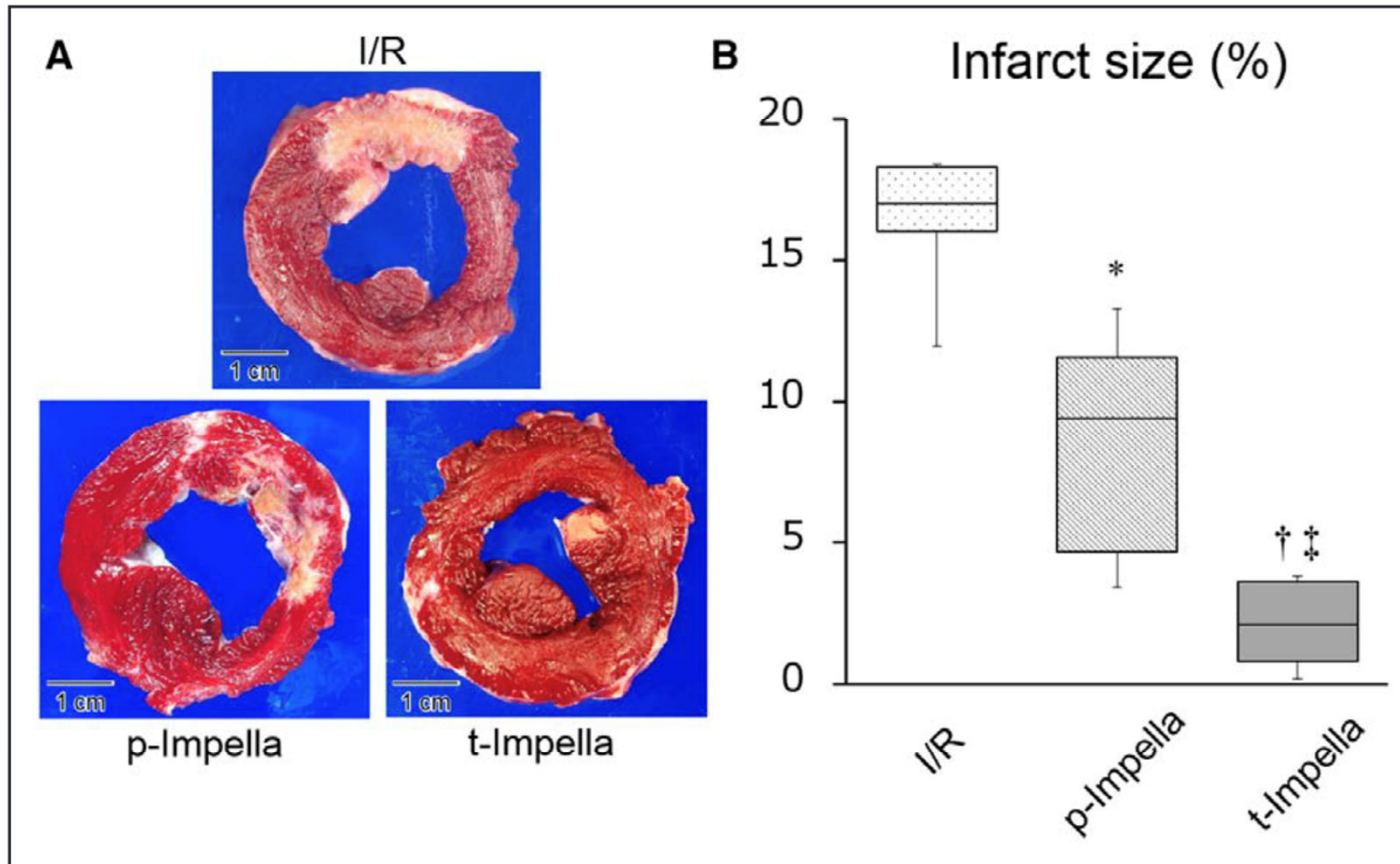 A
I/R
1 cm
1 cm
1 cm
p-Impella
t-Impella
B
Infarct size (%)
20
15
10
5
0
*
† ‡
I/R
p-Impella
t-Impella